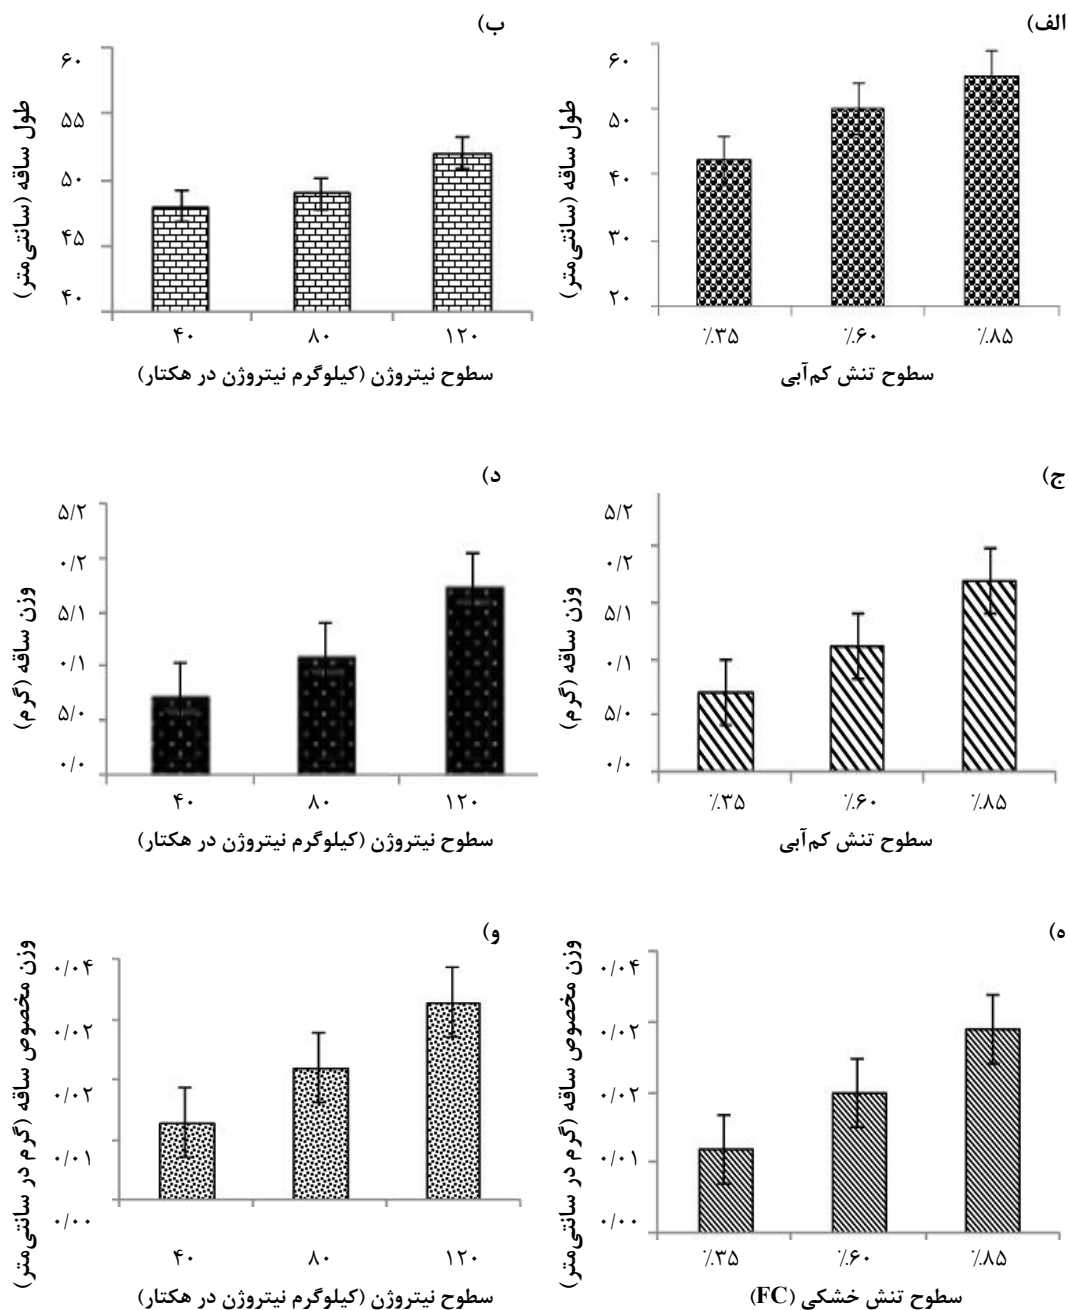 الف)
طول ساقه (سانتی‌متر)
۶۰
۵۰
۴۰
۳۰
۲۰
٪۳۵ ٪۶۰ ٪۸۵
سطوح تنش کم‌آبی
ب)
طول ساقه (سانتی‌متر)
۶۰
۵۵
۵۰
۴۵
۴۰
۴۰ ۸۰ ۱۲۰
سطوح نیتروژن (کیلوگرم نیتروژن در هکتار)
ج)
وزن ساقه (گرم)
۵/۲
۰/۲
۵/۱
۰/۱
۵/۰
۰/۰
٪۳۵ ٪۶۰ ٪۸۵
سطوح تنش کم‌آبی
د)
وزن ساقه (گرم)
۵/۲
۰/۲
۵/۱
۰/۱
۵/۰
۰/۰
۴۰ ۸۰ ۱۲۰
سطوح نیتروژن (کیلوگرم نیتروژن در هکتار)
ه)
وزن مخصوص ساقه (گرم در سانتی‌متر)
۰/۰۴
۰/۰۲
۰/۰۲
۰/۰۱
۰/۰۰
٪۳۵ ٪۶۰ ٪۸۵
سطوح تنش خشکی (FC)
و)
وزن مخصوص ساقه (گرم در سانتی‌متر)
۰/۰۴
۰/۰۲
۰/۰۲
۰/۰۱
۰/۰۰
۴۰ ۸۰ ۱۲۰
سطوح نیتروژن (کیلوگرم نیتروژن در هکتار)